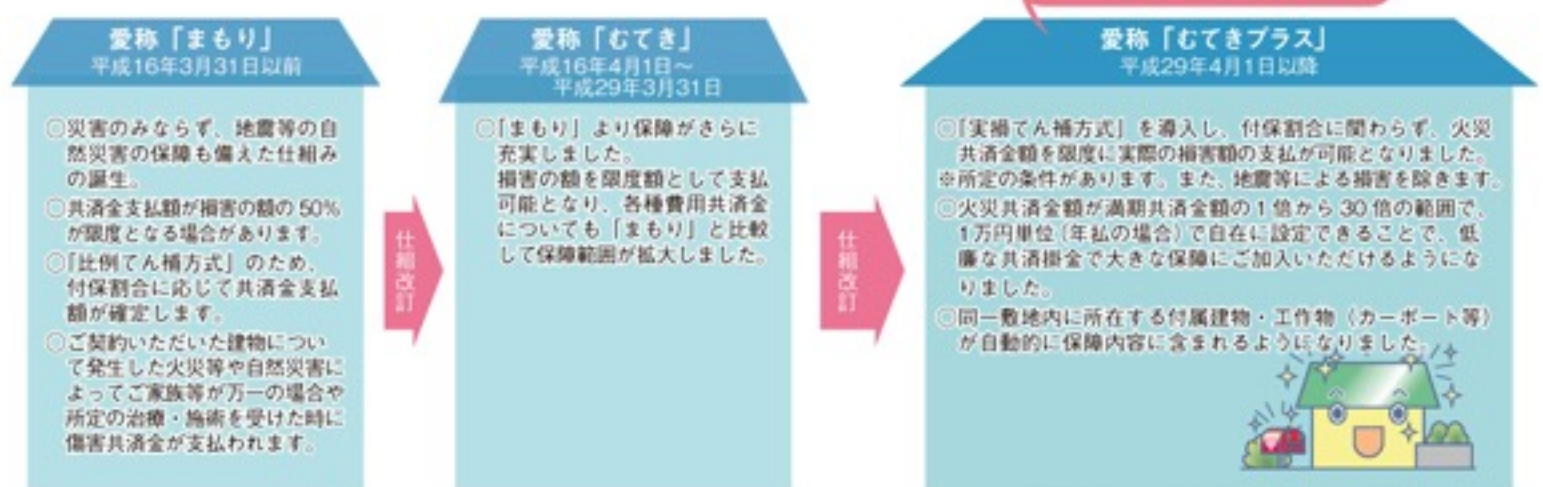 愛称「まもり」
平成16年3月31日以前
○災害のみならず、地震等の自
然災害の保障も備えた仕組み
の誕生。
○共済金支払額が損害の額の50%
が限度となる場合があります。
○「比例てん補方式」のため、
付保割合に応じて共済金支払
額が確定します。
○ご契約いただいた建物につい
て発生した火災等や自然災害に
よってご家族等が万一の場合や
所定の治療・施術を受けた時に
傷害共済金が支払われます。
仕組改訂
愛称「むてき」
平成16年4月1日～
平成29年3月31日
○「まもり」より保障がさらに
充実しました。
損害の額を限度額として支払
可能となり、各種費用共済金
についても「まもり」と比較
して保障範囲が拡大しました。
仕組改訂
愛称「むてきプラス」
平成29年4月1日以降
○「実損てん補方式」を導入し、付保割合に関わらず、火災
共済金額を限度に実際の損害額の支払が可能となりました。
※所定の条件があります。また、地震等による損害を除きます。
○火災共済金額が満期共済金額の1倍から30倍の範囲で、
1万円単位(年払の場合)で自在に設定できることで、低
廉な共済掛金で大きな保障にご加入いただけるようにな
りました。
○同一敷地内に所在する付属建物・工作物（カーポート等）
が自動的に保障内容に含まれるようになりました。